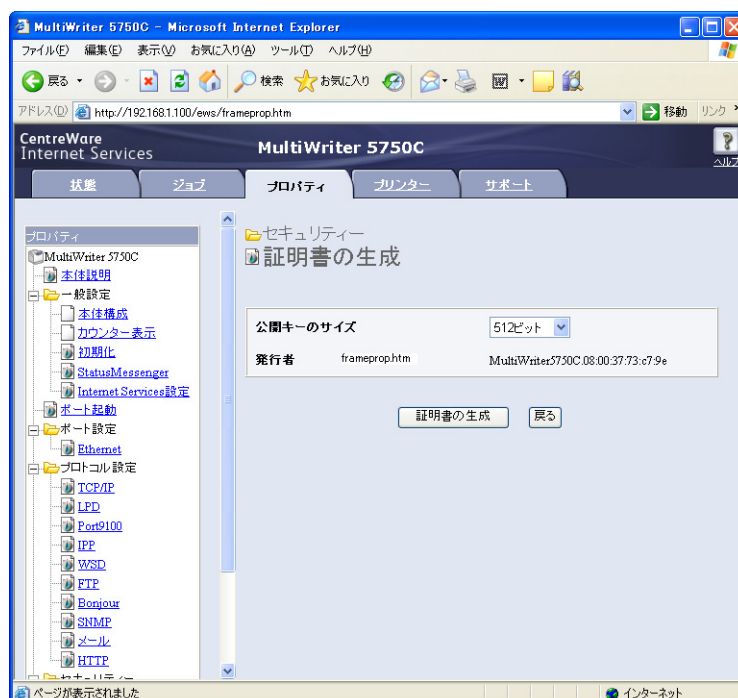 MultiWriter 5750C - Microsoft Internet Explorer
ファイル(F) 編集(E) 表示(V) お気に入り(A) ツール(T) ヘルプ(H)
戻る 検索 お気に入り
アドレス(D) http://192.168.1.100/ews/frameprop.htm 移動 リンク »
CentreWare
Internet Services
MultiWriter 5750C
ヘルプ
状態 ジョブ プロパティ プリンター サポート
プロパティ
MultiWriter 5750C
本体説明
一般設定
本体構成
カウンター表示
初期化
StatusMessenger
Internet Services設定
ポート起動
ポート設定
Ethernet
プロトコル設定
TCP/IP
LPD
Port9100
IPP
WSD
FTP
Bonjour
SNMP
メール
HTTP
セキュリティー
セキュリティー
証明書の生成
公開キーのサイズ 512ビット
発行者 frameprop.htm MultiWriter5750C.08:00:37:73:c7:9e
証明書の生成 戻る
ページが表示されました インターネット